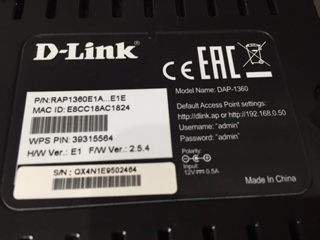 D-Link
CE EAC
P/N:RAP1360E1A...E1E
MAC ID: E8CC18AC1824
WPS PIN: 39315564
H/W Ver.: E1 F/W Ver.: 2.5.4
S/N: QX4N1E9502464
Model Name: DAP-1360
Default Access Point settings:
http://dlink.ap or http://192.168.0.50
Username: "admin"
Password: "admin"
Polarity:
Input:
12V⎓0.5A
Made In China